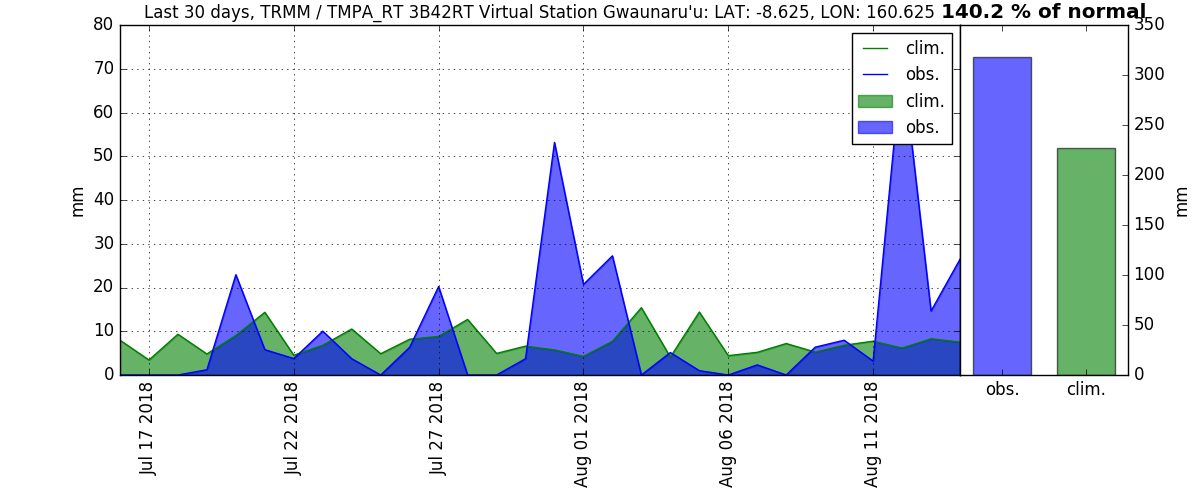 Last 30 days, TRMM / TMPA_RT 3B42RT Virtual Station Gwaunaru'u: LAT: -8.625, LON: 160.625 140.2 % of normal
80
70
60
50
40
30
20
10
0
mm
clim.
obs.
clim.
obs.
Jul 17 2018
Jul 22 2018
Jul 27 2018
Aug 01 2018
Aug 06 2018
Aug 11 2018
350
300
250
200
150
100
50
0
mm
obs.
clim.